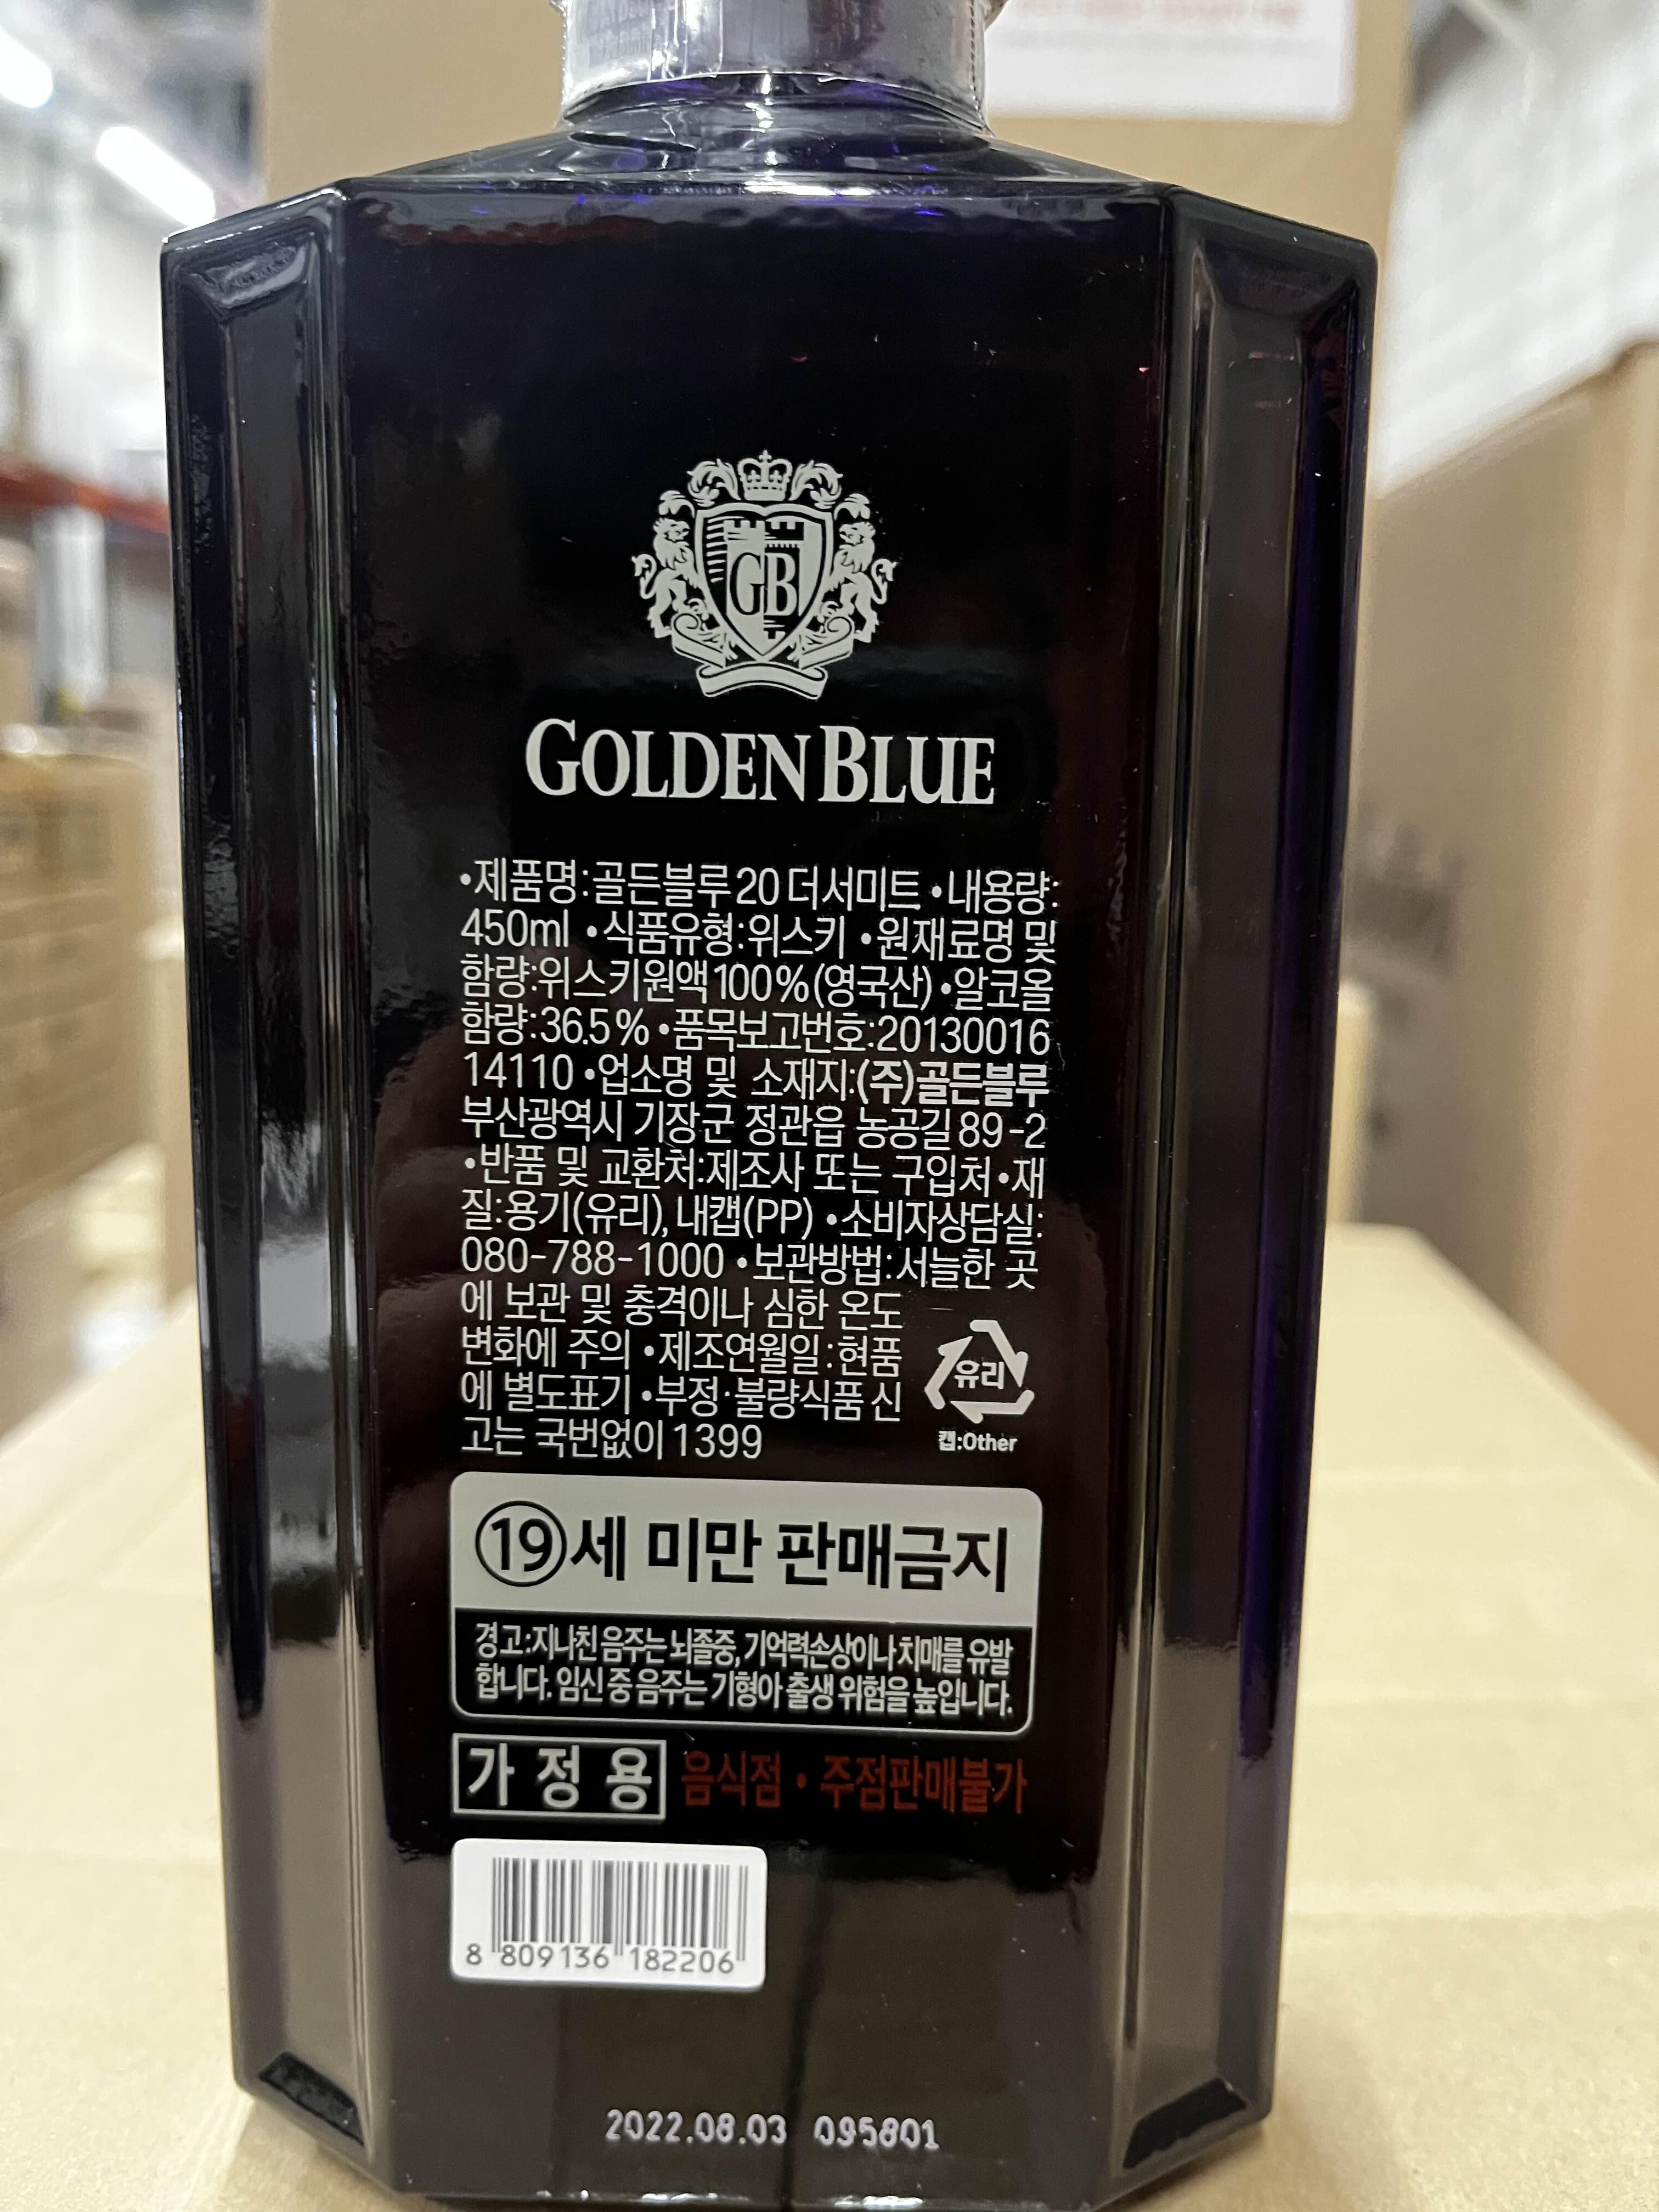 GB
GOLDEN BLUE
•제품명:골든블루 20 더서미트 •내용량:
450ml •식품유형:위스키 •원재료명 및
함량:위스키원액100%(영국산) •알코올
함량:36.5% •품목보고번호:20130016
14110 •업소명 및 소재지:(주)골든블루
부산광역시 기장군 정관읍 농공길 89-2
•반품 및 교환처:제조사 또는 구입처 •재
질:용기(유리), 내캡(PP) •소비자상담실:
080-788-1000 •보관방법:서늘한 곳
에 보관 및 충격이나 심한 온도
변화에 주의 •제조연월일:현품
에 별도표기 •부정·불량식품 신
고는 국번없이 1399
유리
캡:Other
19세 미만 판매금지
경고:지나친 음주는 뇌졸중, 기억력손상이나 치매를 유발
합니다. 임신 중 음주는 기형아 출생 위험을 높입니다.
가 정 용 음식점·주점판매불가
8 809136 182206
2022.08.03 095801